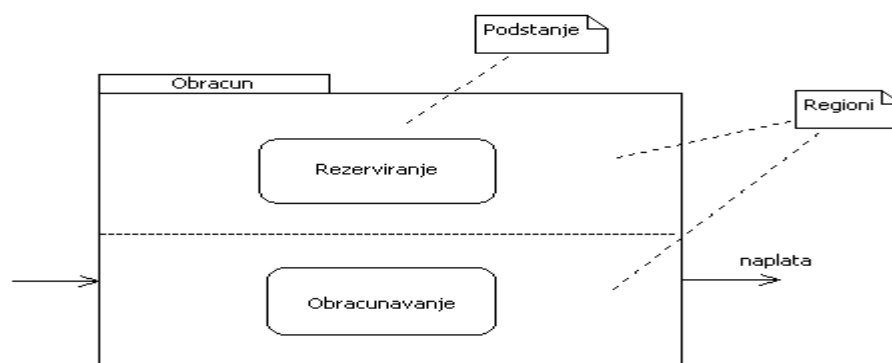 Podstanje
Obracun
Regioni
Rezerviranje
naplata
Obracunavanje